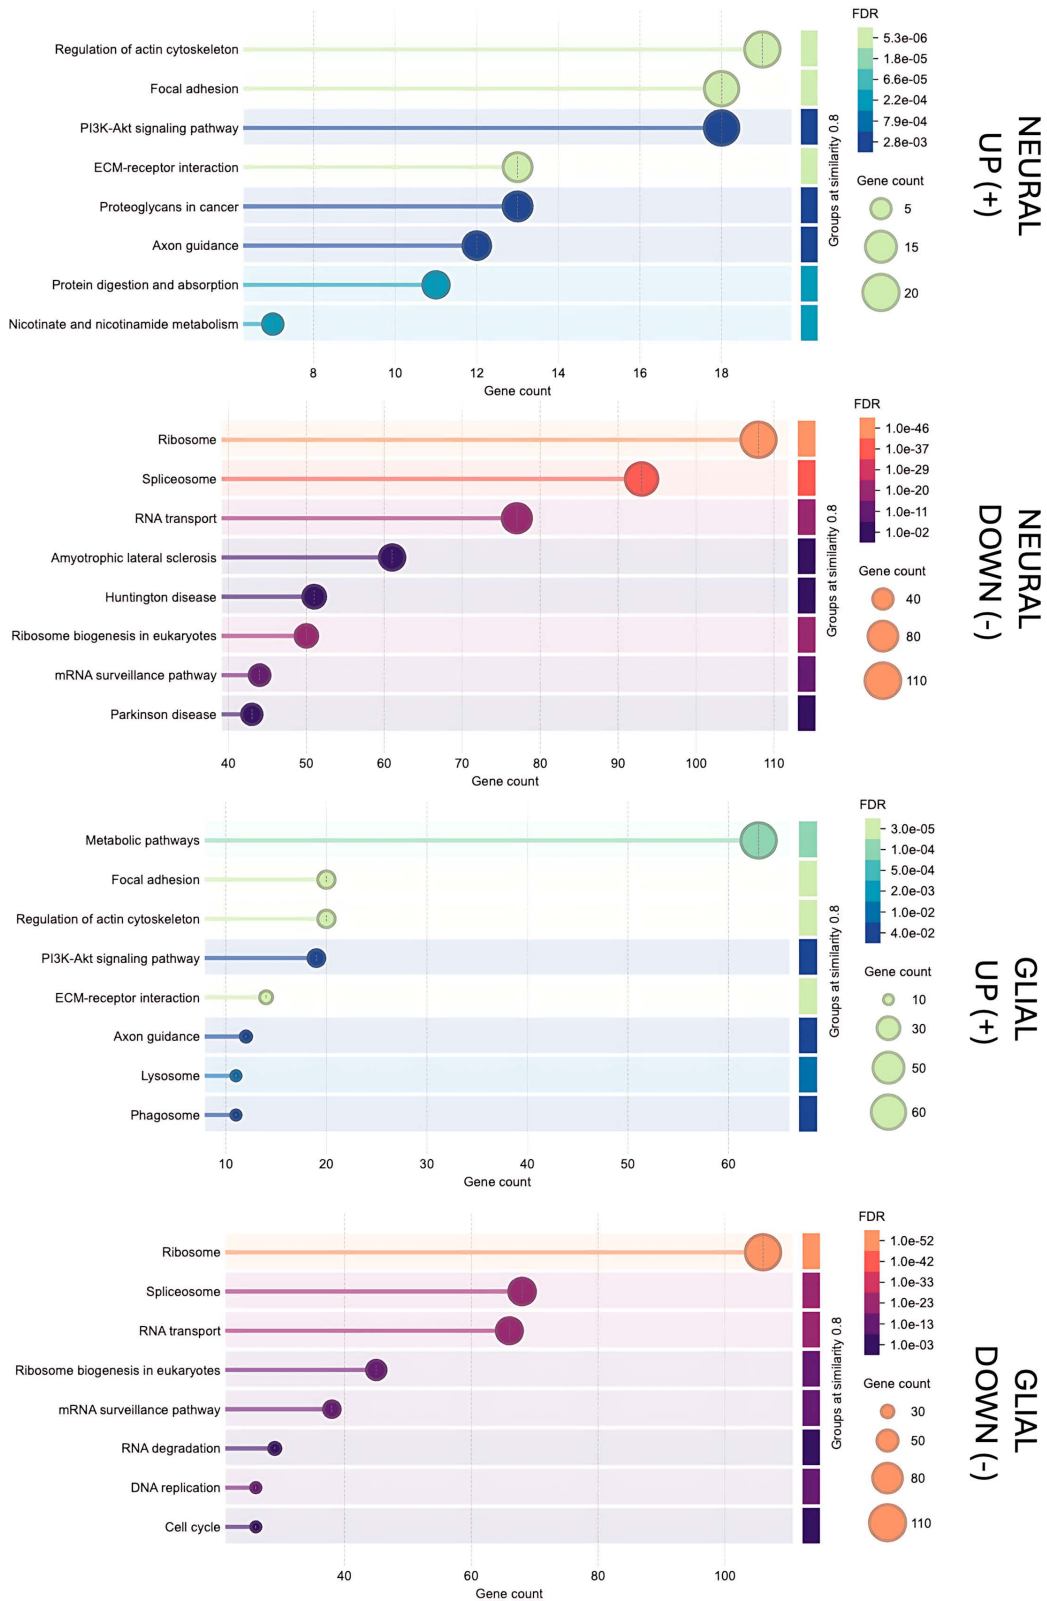 FDR
Regulation of actin cytoskeleton
5.3e-06
1.8e-05
Focal adhesion
6.6e-05
2.2e-04
PI3K-Akt signaling pathway
7.9e-04
2.8e-03
ECM-receptor interaction
Gene count
Proteoglycans in cancer
5
Axon guidance
15
Protein digestion and absorption
20
Nicotinate and nicotinamide metabolism
Groups at similarity 0.8
8 10 12 14 16 18
Gene count
NEURAL
UP (+)
FDR
Ribosome
1.0e-46
1.0e-37
Spliceosome
1.0e-29
1.0e-20
RNA transport
1.0e-11
1.0e-02
Amyotrophic lateral sclerosis
Gene count
Huntington disease
40
Ribosome biogenesis in eukaryotes
80
mRNA surveillance pathway
110
Parkinson disease
Groups at similarity 0.8
40 50 60 70 80 90 100 110
Gene count
NEURAL
DOWN (-)
FDR
Metabolic pathways
3.0e-05
1.0e-04
Focal adhesion
5.0e-04
2.0e-03
Regulation of actin cytoskeleton
1.0e-02
4.0e-02
PI3K-Akt signaling pathway
Gene count
ECM-receptor interaction
10
Axon guidance
30
Lysosome
50
Phagosome
60
Groups at similarity 0.8
10 20 30 40 50 60
Gene count
GLIAL
UP (+)
FDR
Ribosome
1.0e-52
1.0e-42
Spliceosome
1.0e-33
1.0e-23
RNA transport
1.0e-13
1.0e-03
Ribosome biogenesis in eukaryotes
Gene count
mRNA surveillance pathway
30
RNA degradation
50
DNA replication
80
Cell cycle
110
Groups at similarity 0.8
40 60 80 100
Gene count
GLIAL
DOWN (-)